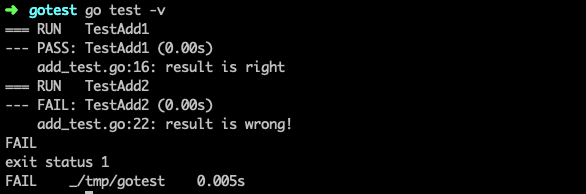 ➜ gotest go test -v
=== RUN   TestAdd1
--- PASS: TestAdd1 (0.00s)
    add_test.go:16: result is right
=== RUN   TestAdd2
--- FAIL: TestAdd2 (0.00s)
    add_test.go:22: result is wrong!
FAIL
exit status 1
FAIL    _/tmp/gotest    0.005s